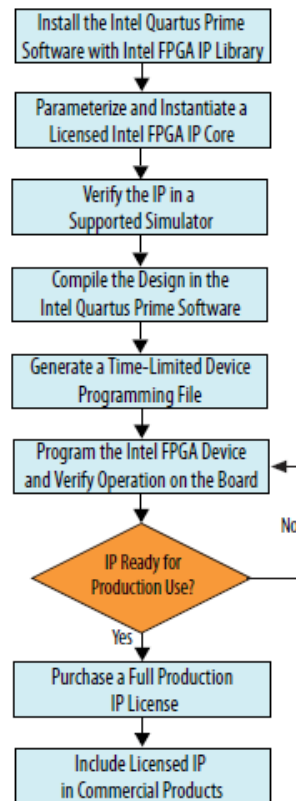 Install the Intel Quartus Prime
Software with Intel FPGA IP Library
Parameterize and Instantiate a
Licensed Intel FPGA IP Core
Verify the IP in a
Supported Simulator
Compile the Design in the
Intel Quartus Prime Software
Generate a Time-Limited Device
Programming File
Program the Intel FPGA Device
and Verify Operation on the Board
No
IP Ready for
Production Use?
Yes
Purchase a Full Production
IP License
Include Licensed IP
in Commercial Products